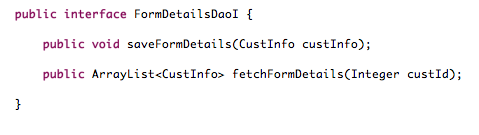 public interface FormDetailsDaoI {
public void saveFormDetails(CustInfo custInfo);
public ArrayList<CustInfo> fetchFormDetails(Integer custId);
}